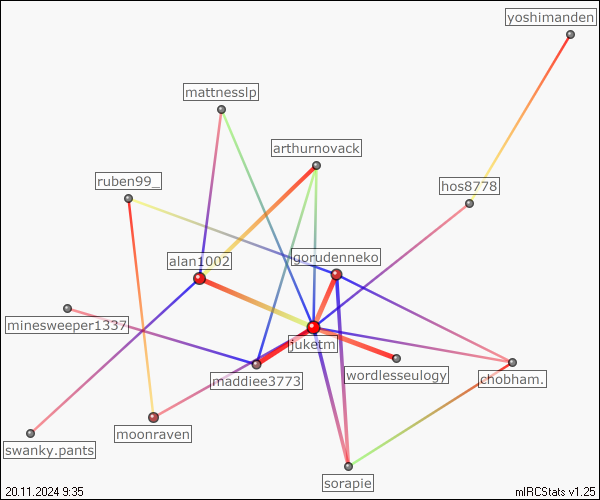 yoshimanden
mattnesslp
arthurnovack
ruben99_
hos8778
alan1002
gorudenneko
minesweeper1337
juketm
maddiee3773
wordlesseulogy
chobham.
moonraven
swanky.pants
sorapie
20.11.2024 9:35
mIRCStats v1.25